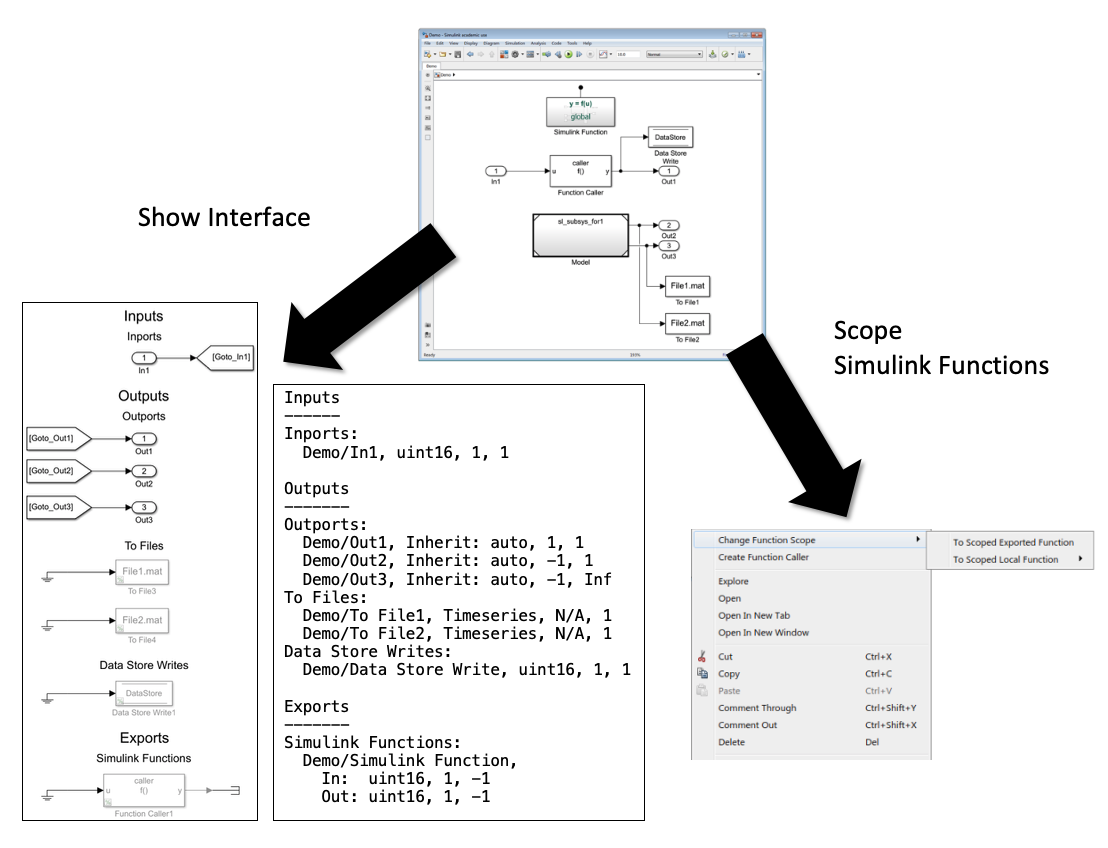 Demo - Simulink academic use
File Edit View Display Diagram Simulation Analysis Code Tools Help
10.0
Normal
Demo
Demo
y = f(u)
global
Simulink Function
DataStore
Data Store
Write
1
In1
caller
u f() y
Function Caller
1
Out1
sl_subsys_for1
Model
2
Out2
3
Out3
File1.mat
To File1
File2.mat
To File2
Ready
Show Interface
Scope
Simulink Functions
Inputs
Inports
1
[Goto_In1]
In1
Outputs
Outports
[Goto_Out1]
1
Out1
[Goto_Out2]
2
Out2
[Goto_Out3]
3
Out3
To Files
File1.mat
To File3
File2.mat
To File4
Data Store Writes
DataStore
Data Store Write1
Exports
Simulink Functions
caller
u f() y
Function Caller1
Inputs
------
Inports:
Demo/In1, uint16, 1, 1
Outputs
-------
Outports:
Demo/Out1, Inherit: auto, 1, 1
Demo/Out2, Inherit: auto, -1, 1
Demo/Out3, Inherit: auto, -1, Inf
To Files:
Demo/To File1, Timeseries, N/A, 1
Demo/To File2, Timeseries, N/A, 1
Data Store Writes:
Demo/Data Store Write, uint16, 1, 1
Exports
-------
Simulink Functions:
Demo/Simulink Function,
In: uint16, 1, -1
Out: uint16, 1, -1
Change Function Scope
To Scoped Exported Function
Create Function Caller
To Scoped Local Function
Explore
Open
Open In New Tab
Open In New Window
Cut Ctrl+X
Copy Ctrl+C
Paste Ctrl+V
Comment Through Ctrl+Shift+Y
Comment Out Ctrl+Shift+X
Delete Del